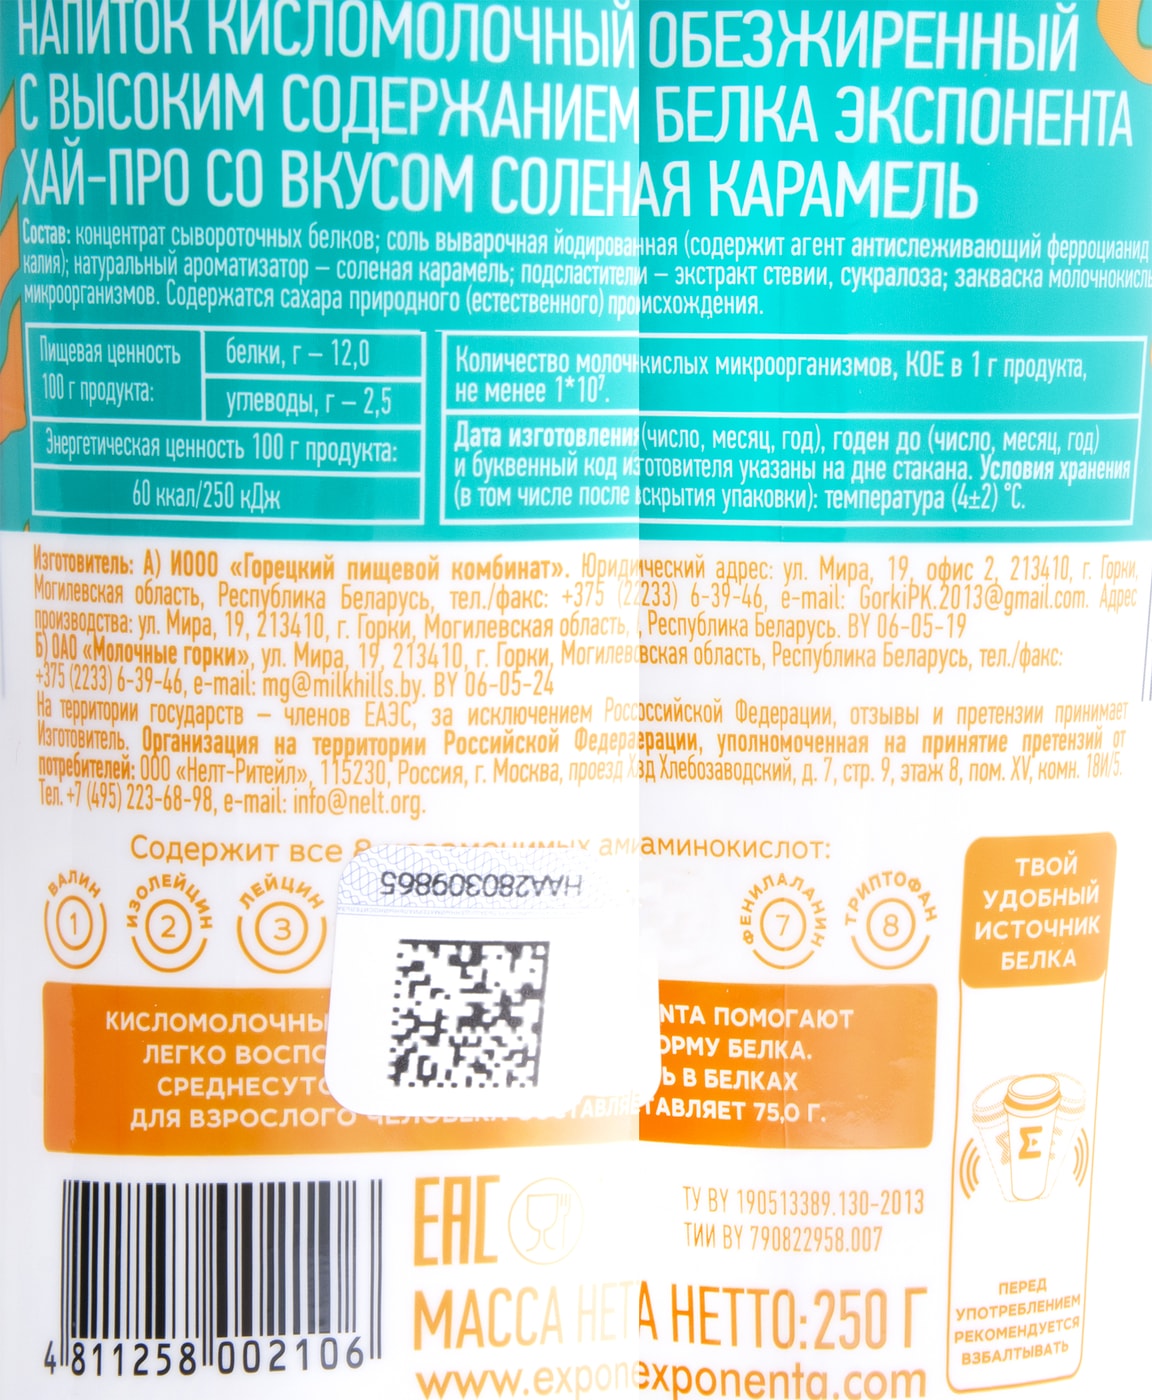 НАПИТОК КИСЛОМОЛОЧНЫЙ ОБЕЗЖИРЕННЫЙ
С ВЫСОКИМ СОДЕРЖАНИЕМ БЕЛКА ЭКСПОНЕНТА
ХАЙ-ПРО СО ВКУСОМ СОЛЕНАЯ КАРАМЕЛЬ
Состав: концентрат сывороточных белков; соль выварочная йодированная (содержит агент антислеживающий ферроцианид
калия); натуральный ароматизатор – соленая карамель; подсластители – экстракт стевии, сукралоза; закваска молочнокислых
микроорганизмов. Содержатся сахара природного (естественного) происхождения.
Пищевая ценность
100 г продукта:
белки, г – 12,0
углеводы, г – 2,5
Энергетическая ценность 100 г продукта:
60 ккал/250 кДж
Количество молочнокислых микроорганизмов, КОЕ в 1 г продукта,
не менее 1*10⁷.
Дата изготовления (число, месяц, год), годен до (число, месяц, год)
и буквенный код изготовителя указаны на дне стакана. Условия хранения
(в том числе после вскрытия упаковки): температура (4±2) °С.
Изготовитель: А) ИООО «Горецкий пищевой комбинат». Юридический адрес: ул. Мира, 19, офис 2, 213410, г. Горки,
Могилевская область, Республика Беларусь, тел./факс: +375 (2233) 6-39-46, e-mail: GorkiPK.2013@gmail.com. Адрес
производства: ул. Мира, 19, 213410, г. Горки, Могилевская область, Республика Беларусь. BY 06-05-19
Б) ОАО «Молочные горки», ул. Мира, 19, 213410, г. Горки, Могилевская область, Республика Беларусь, тел./факс:
+375 (2233) 6-39-46, e-mail: mg@milkhills.by. BY 06-05-24
На территории государств – членов ЕАЭС, за исключением Российской Федерации, отзывы и претензии принимает
Изготовитель. Организация на территории Российской Федерации, уполномоченная на принятие претензий от
потребителей: ООО «Нелт-Ритейл», 115230, Россия, г. Москва, проезд Хлебозаводский, д. 7, стр. 9, этаж 8, пом. XV, комн. 18И/5.
Тел. +7 (495) 223-68-98, e-mail: info@nelt.org.
Содержит все 8 аминокислот:
ВАЛИН 1
ИЗОЛЕЙЦИН 2
ЛЕЙЦИН 3
ФЕНИЛАЛАНИН 7
ТРИПТОФАН 8
HAA280309865
КИСЛОМОЛОЧНЫ NTA ПОМОГАЮТ
ЛЕГКО ВОСПО ОРМУ БЕЛКА.
СРЕДНЕСУТО Ь В БЕЛКАХ
ДЛЯ ВЗРОСЛОГО ЧЕЛОВЕКА СОСТАВЛЯЕТ 75,0 Г.
ТВОЙ
УДОБНЫЙ
ИСТОЧНИК
БЕЛКА
Σ
ПЕРЕД
УПОТРЕБЛЕНИЕМ
РЕКОМЕНДУЕТСЯ
ВЗБАЛТЫВАТЬ
EAC
ТУ BY 190513389.130-2013
ТИИ BY 790822958.007
МАССА НЕТТО: 250 Г
www.exponenta.com
4 811258 002106